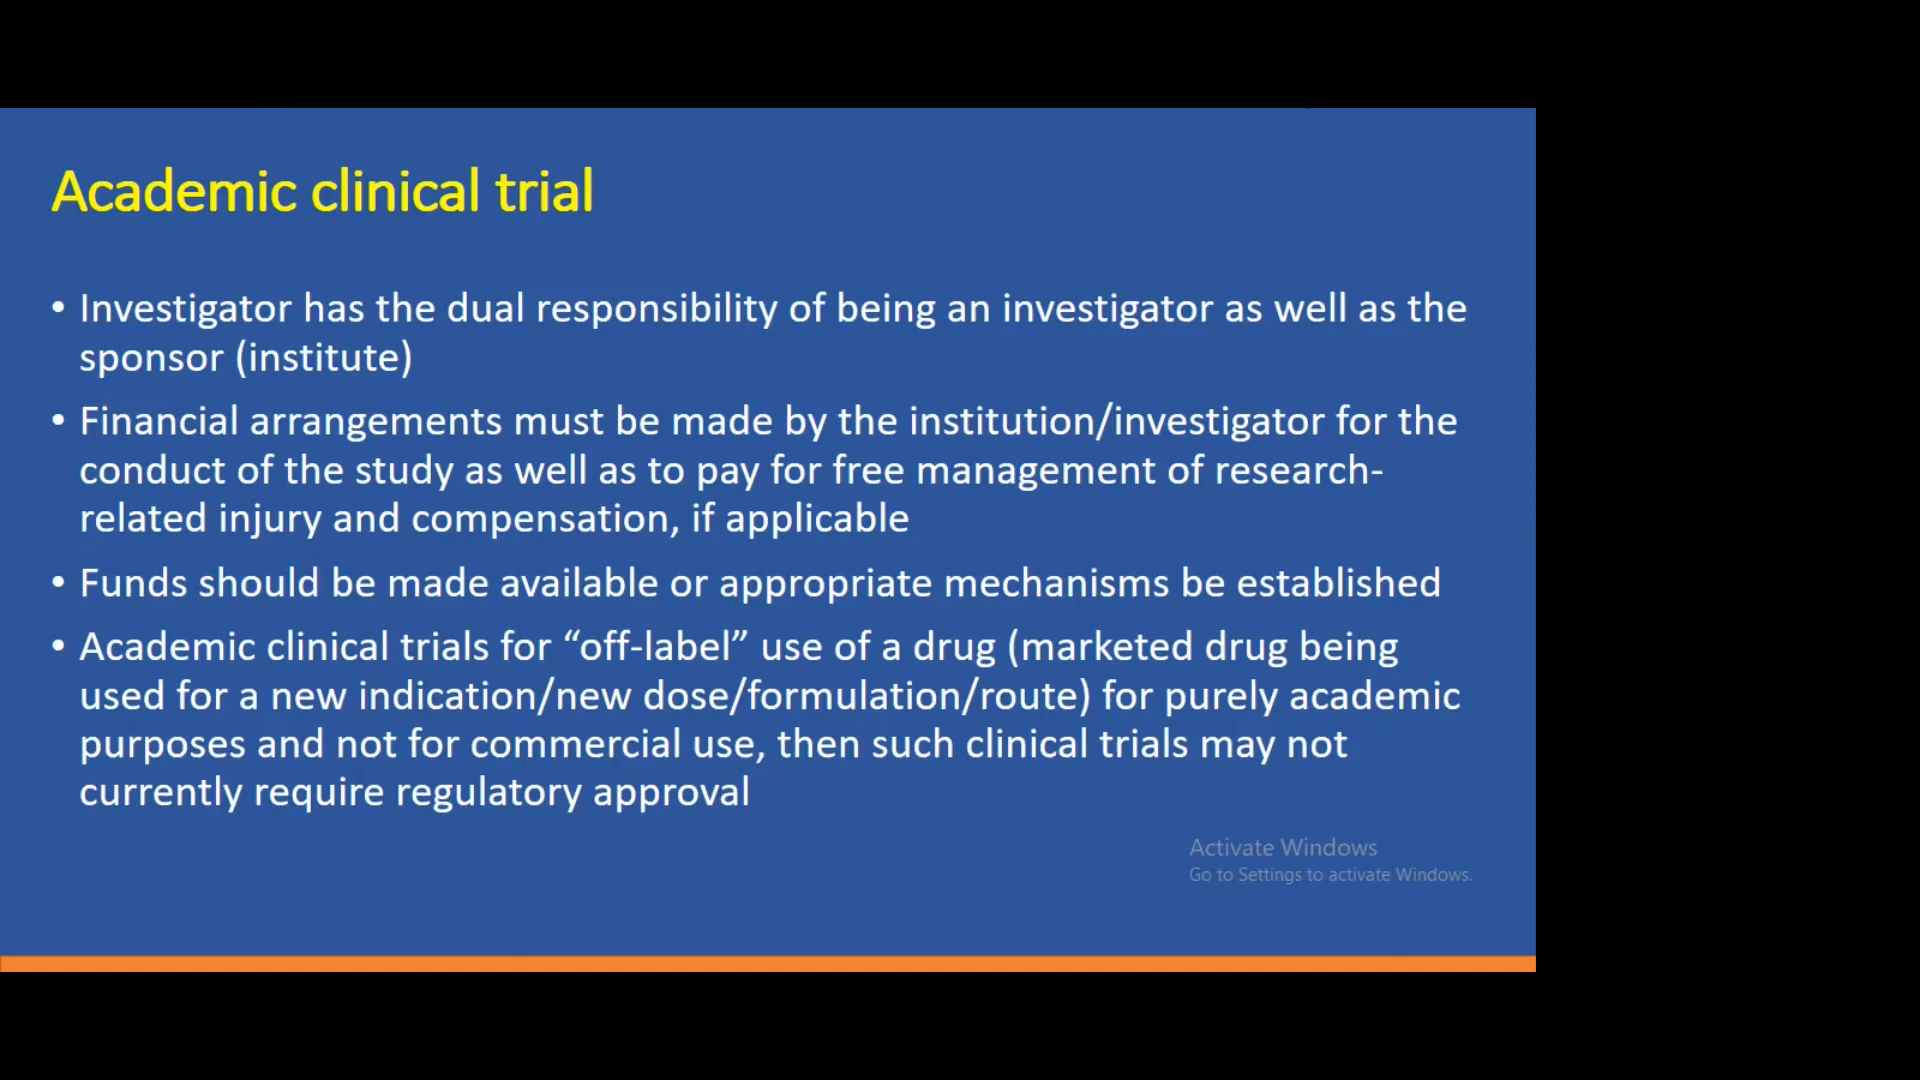 Academic clinical trial
• Investigator has the dual responsibility of being an investigator as well as the
sponsor (institute)
• Financial arrangements must be made by the institution/investigator for the
conduct of the study as well as to pay for free management of research-
related injury and compensation, if applicable
• Funds should be made available or appropriate mechanisms be established
• Academic clinical trials for “off-label” use of a drug (marketed drug being
used for a new indication/new dose/formulation/route) for purely academic
purposes and not for commercial use, then such clinical trials may not
currently require regulatory approval
Activate Windows
Go to Settings to activate Windows.